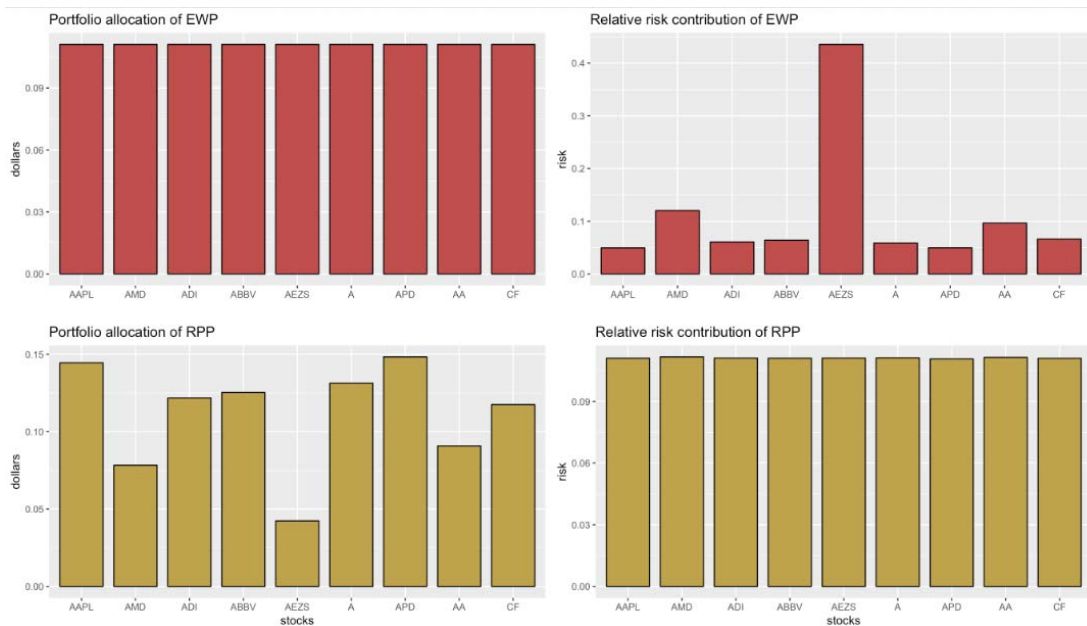 Portfolio allocation of EWP
dollars
0.09
0.06
0.03
0.00
AAPL AMD ADI ABBV AEZS A APD AA CF
Relative risk contribution of EWP
risk
0.4
0.3
0.2
0.1
0.0
AAPL AMD ADI ABBV AEZS A APD AA CF
Portfolio allocation of RPP
dollars
0.15
0.10
0.05
0.00
AAPL AMD ADI ABBV AEZS A APD AA CF
stocks
Relative risk contribution of RPP
risk
0.09
0.06
0.03
0.00
AAPL AMD ADI ABBV AEZS A APD AA CF
stocks